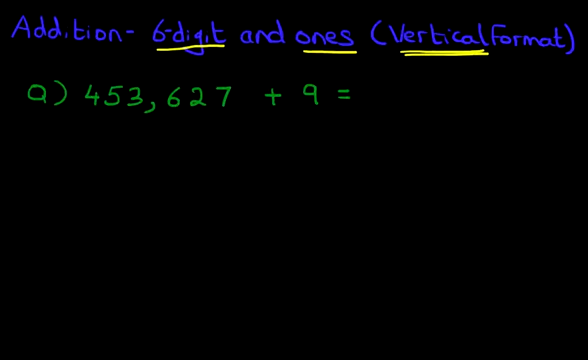 Addition- 6-digit and ones (Vertical Format)
Q) 453,627 + 9 =